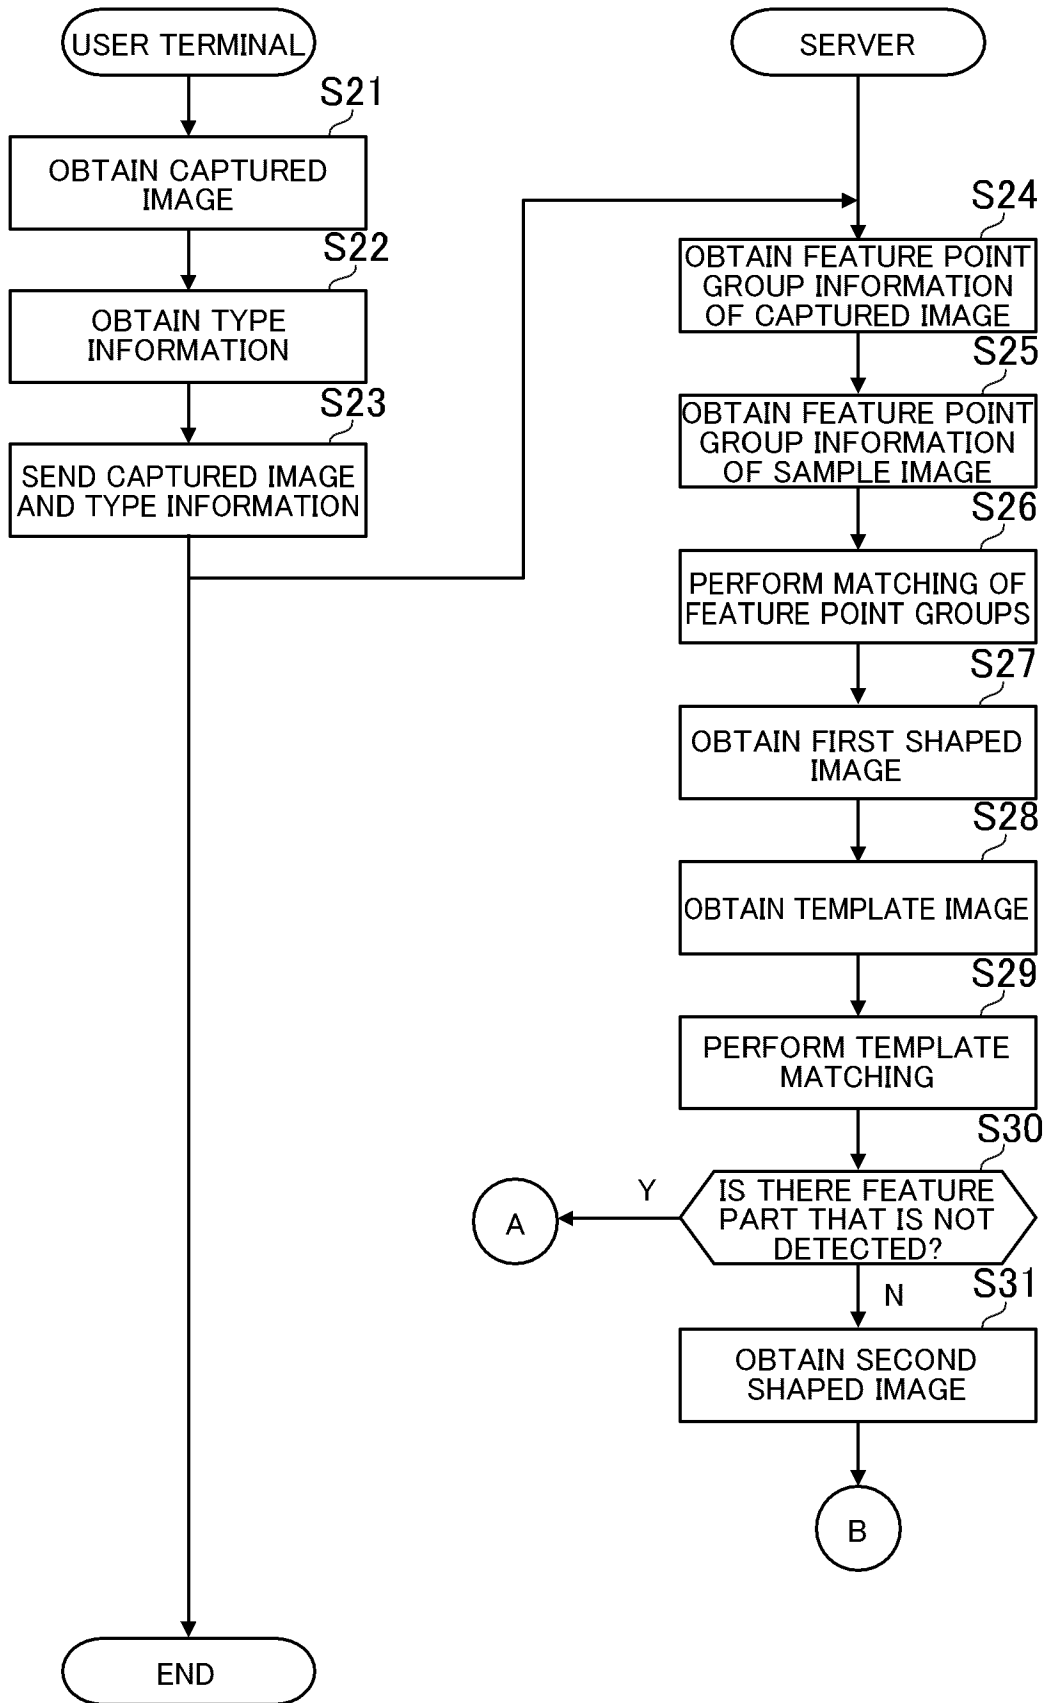 USER TERMINAL
S21
OBTAIN CAPTURED
IMAGE
S22
OBTAIN TYPE
INFORMATION
S23
SEND CAPTURED IMAGE
AND TYPE INFORMATION
END
SERVER
S24
OBTAIN FEATURE POINT
GROUP INFORMATION
OF CAPTURED IMAGE
S25
OBTAIN FEATURE POINT
GROUP INFORMATION
OF SAMPLE IMAGE
S26
PERFORM MATCHING OF
FEATURE POINT GROUPS
S27
OBTAIN FIRST SHAPED
IMAGE
S28
OBTAIN TEMPLATE IMAGE
S29
PERFORM TEMPLATE
MATCHING
S30
IS THERE FEATURE
PART THAT IS NOT
DETECTED?
Y
A
N
S31
OBTAIN SECOND
SHAPED IMAGE
B